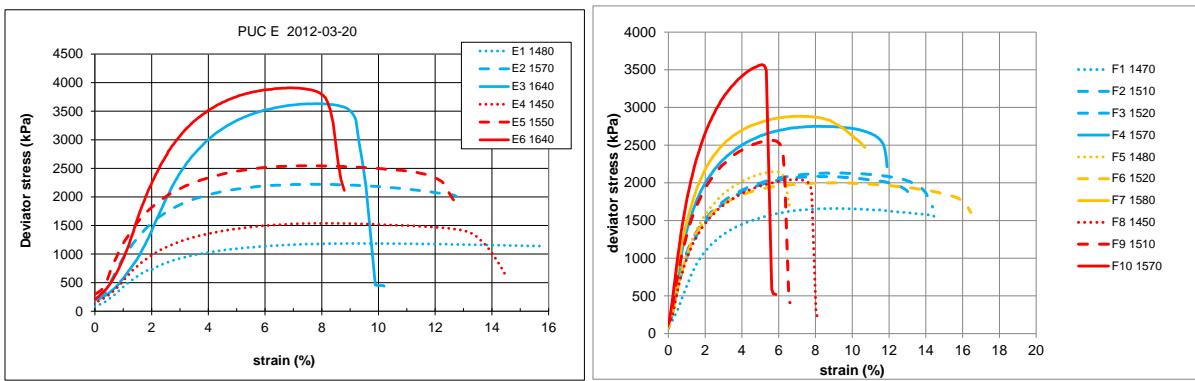 PUC E 2012-03-20
Deviator stress (kPa)
4500
4000
3500
3000
2500
2000
1500
1000
500
0
0 2 4 6 8 10 12 14 16
strain (%)
E1 1480
E2 1570
E3 1640
E4 1450
E5 1550
E6 1640
deviator stress (kPa)
4000
3500
3000
2500
2000
1500
1000
500
0
0 2 4 6 8 10 12 14 16 18 20
strain (%)
F1 1470
F2 1510
F3 1520
F4 1570
F5 1480
F6 1520
F7 1580
F8 1450
F9 1510
F10 1570